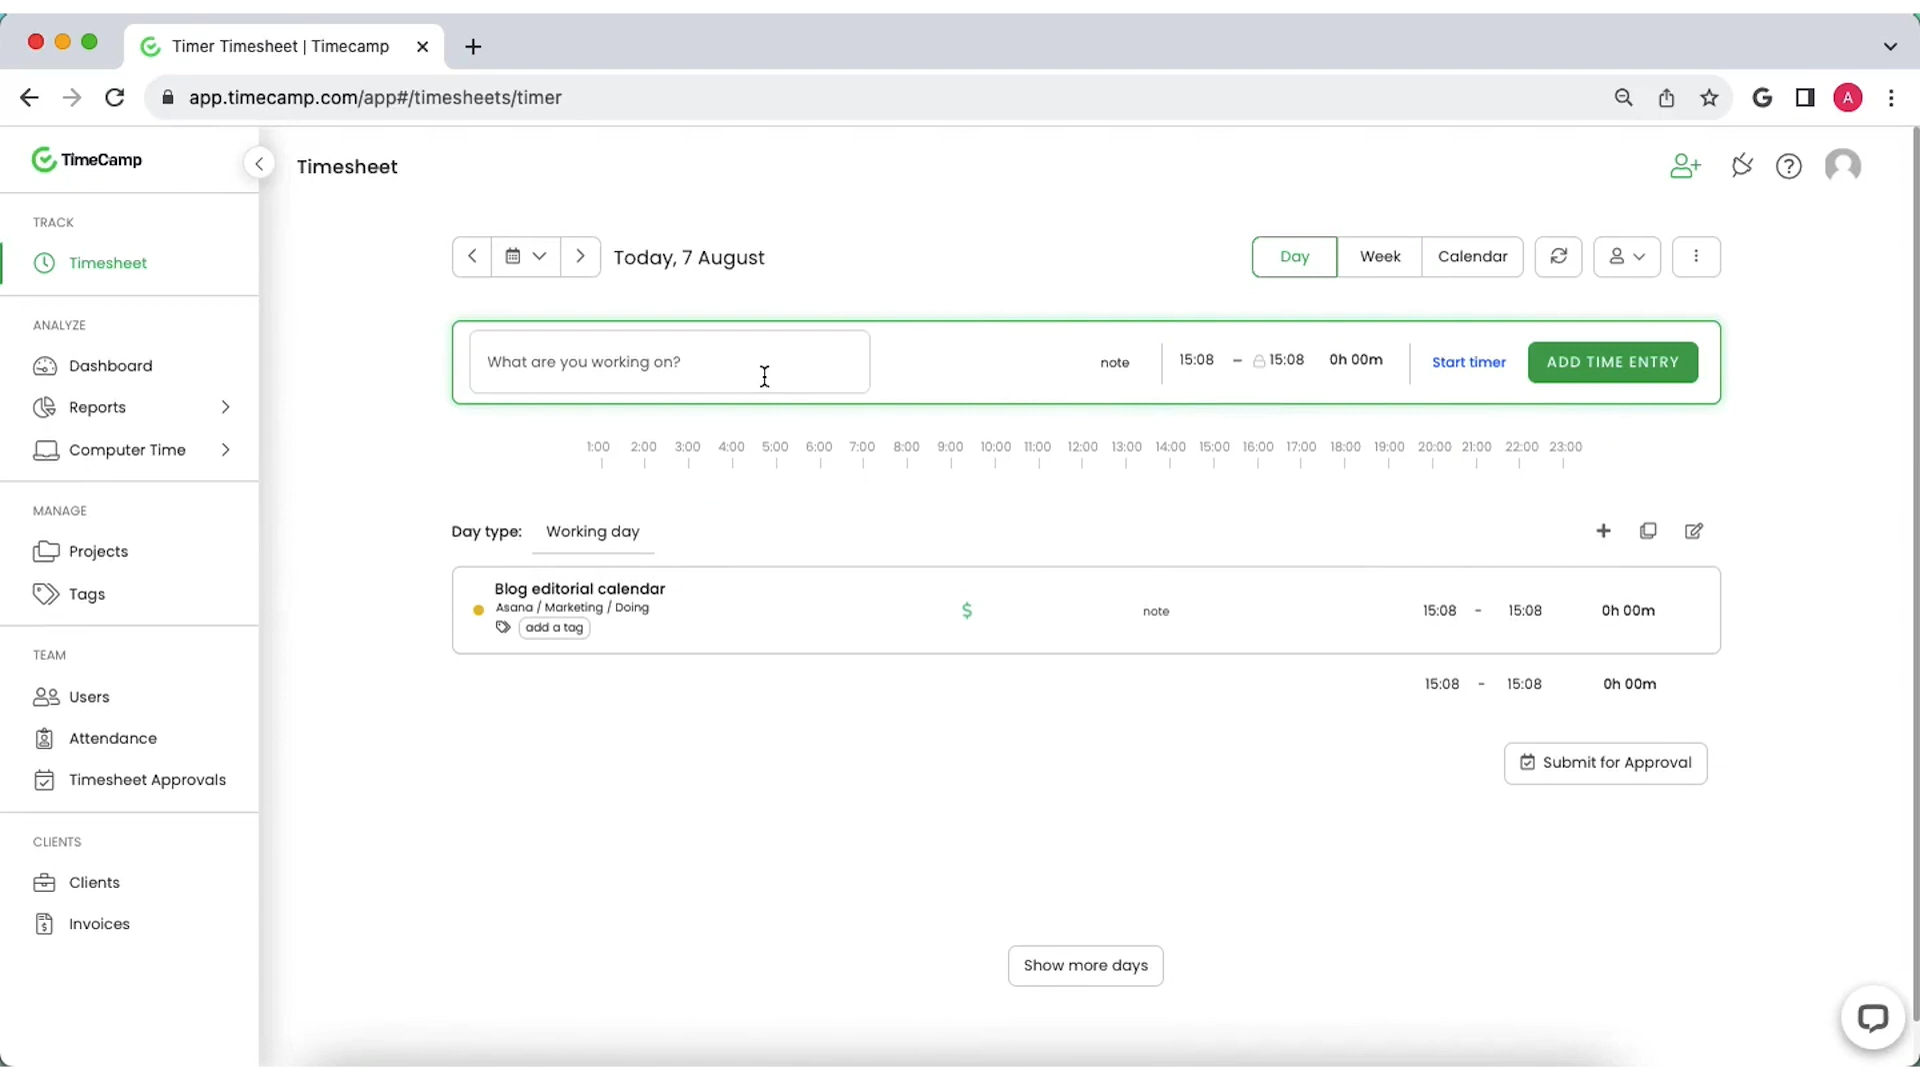 Timer Timesheet | Timecamp
app.timecamp.com/app#/timesheets/timer
A
TimeCamp
Timesheet
TRACK
Timesheet
Today, 7 August
Day
Week
Calendar
ANALYZE
Dashboard
Reports
Computer Time
What are you working on?
note
15:08 – 15:08 0h 00m
Start timer
ADD TIME ENTRY
1:00 2:00 3:00 4:00 5:00 6:00 7:00 8:00 9:00 10:00 11:00 12:00 13:00 14:00 15:00 16:00 17:00 18:00 19:00 20:00 21:00 22:00 23:00
MANAGE
Projects
Tags
Day type: Working day
Blog editorial calendar
Asana / Marketing / Doing
add a tag
$
note
15:08 - 15:08 0h 00m
15:08 - 15:08 0h 00m
TEAM
Users
Attendance
Timesheet Approvals
Submit for Approval
CLIENTS
Clients
Invoices
Show more days